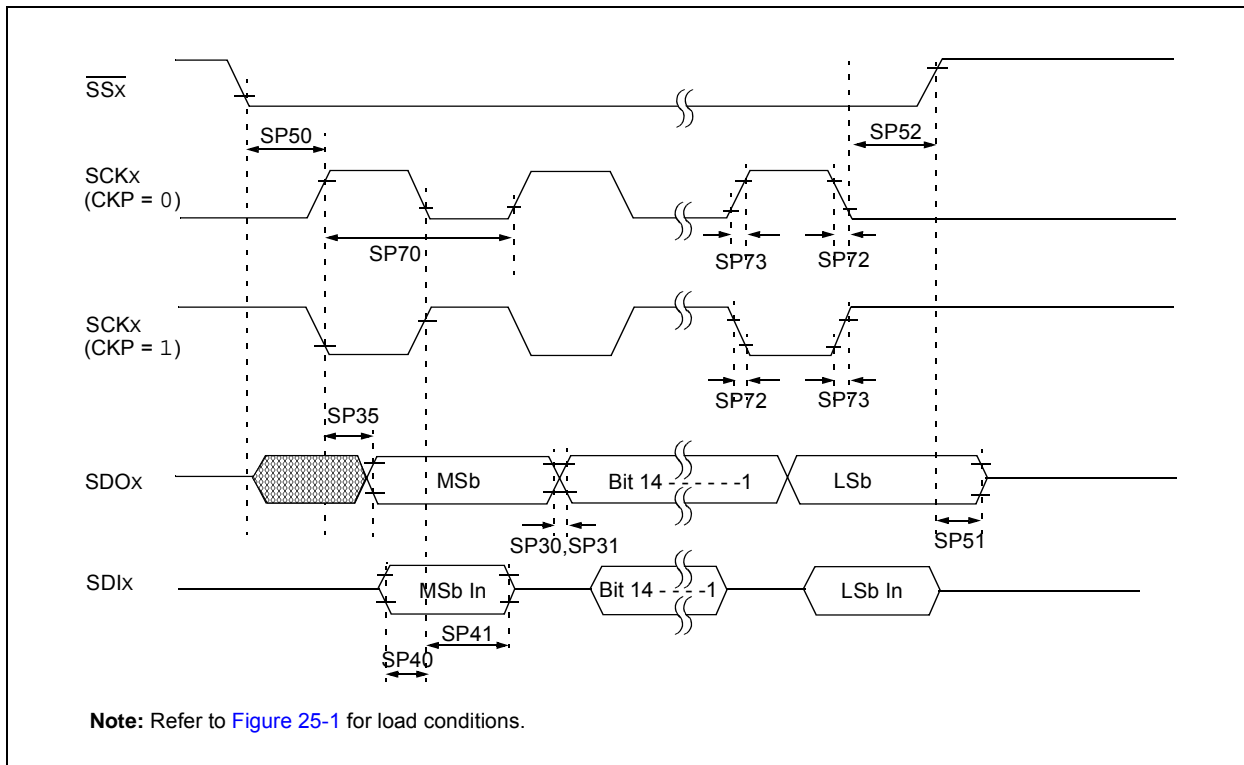 SSx
SP50
SP52
SCKx
(CKP = 0)
SP70
SP73
SP72
SCKx
(CKP = 1)
SP72
SP73
SP35
SDOx
MSb
Bit 14 - - - - - -1
LSb
SP30,SP31
SP51
SDIx
MSb In
Bit 14 - - - -1
LSb In
SP41
SP40
Note: Refer to Figure 25-1 for load conditions.